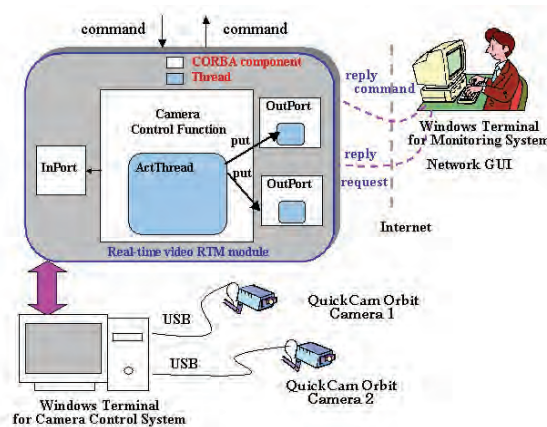 command
command
CORBA component
Thread
Camera
Control Function
OutPort
put
InPort
ActThread
put
OutPort
Real-time video RTM module
reply
command
reply
request
Windows Terminal
for Monitoring System
Network GUI
Internet
USB
QuickCam Orbit
Camera 1
USB
QuickCam Orbit
Camera 2
Windows Terminal
for Camera Control System